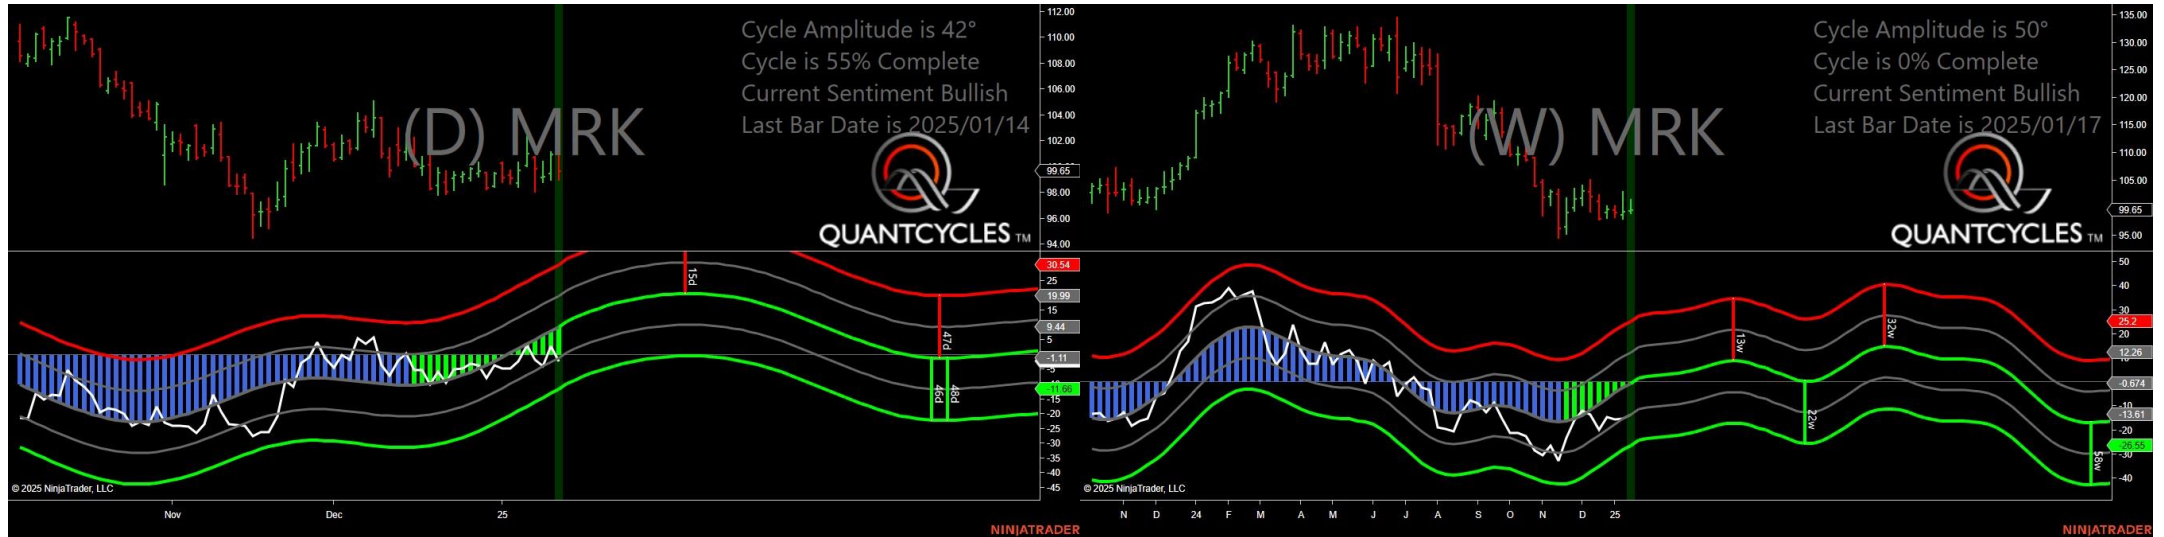 Cycle Amplitude is 42°
Cycle is 55% Complete
Current Sentiment Bullish
Last Bar Date is 2025/01/14
(D) MRK
QUANTCYCLES TM
112.00
110.00
108.00
106.00
104.00
102.00
99.65
98.00
96.00
94.00
30.54
25
19.99
15
9.44
5
-1.11
-5
-11.66
-15
-20
-25
-30
-35
-40
-45
15d
47d
46d
48d
© 2025 NinjaTrader, LLC
Nov
Dec
25
NINJATRADER
Cycle Amplitude is 50°
Cycle is 0% Complete
Current Sentiment Bullish
Last Bar Date is 2025/01/17
(W) MRK
QUANTCYCLES TM
135.00
130.00
125.00
120.00
115.00
110.00
105.00
99.65
95.00
50
40
30
25.2
20
12.26
-0.674
-10
-13.61
-20
-26.55
-30
-40
13w
22w
32w
58w
© 2025 NinjaTrader, LLC
N D 24 F M A M J J A S O N D 25
NINJATRADER